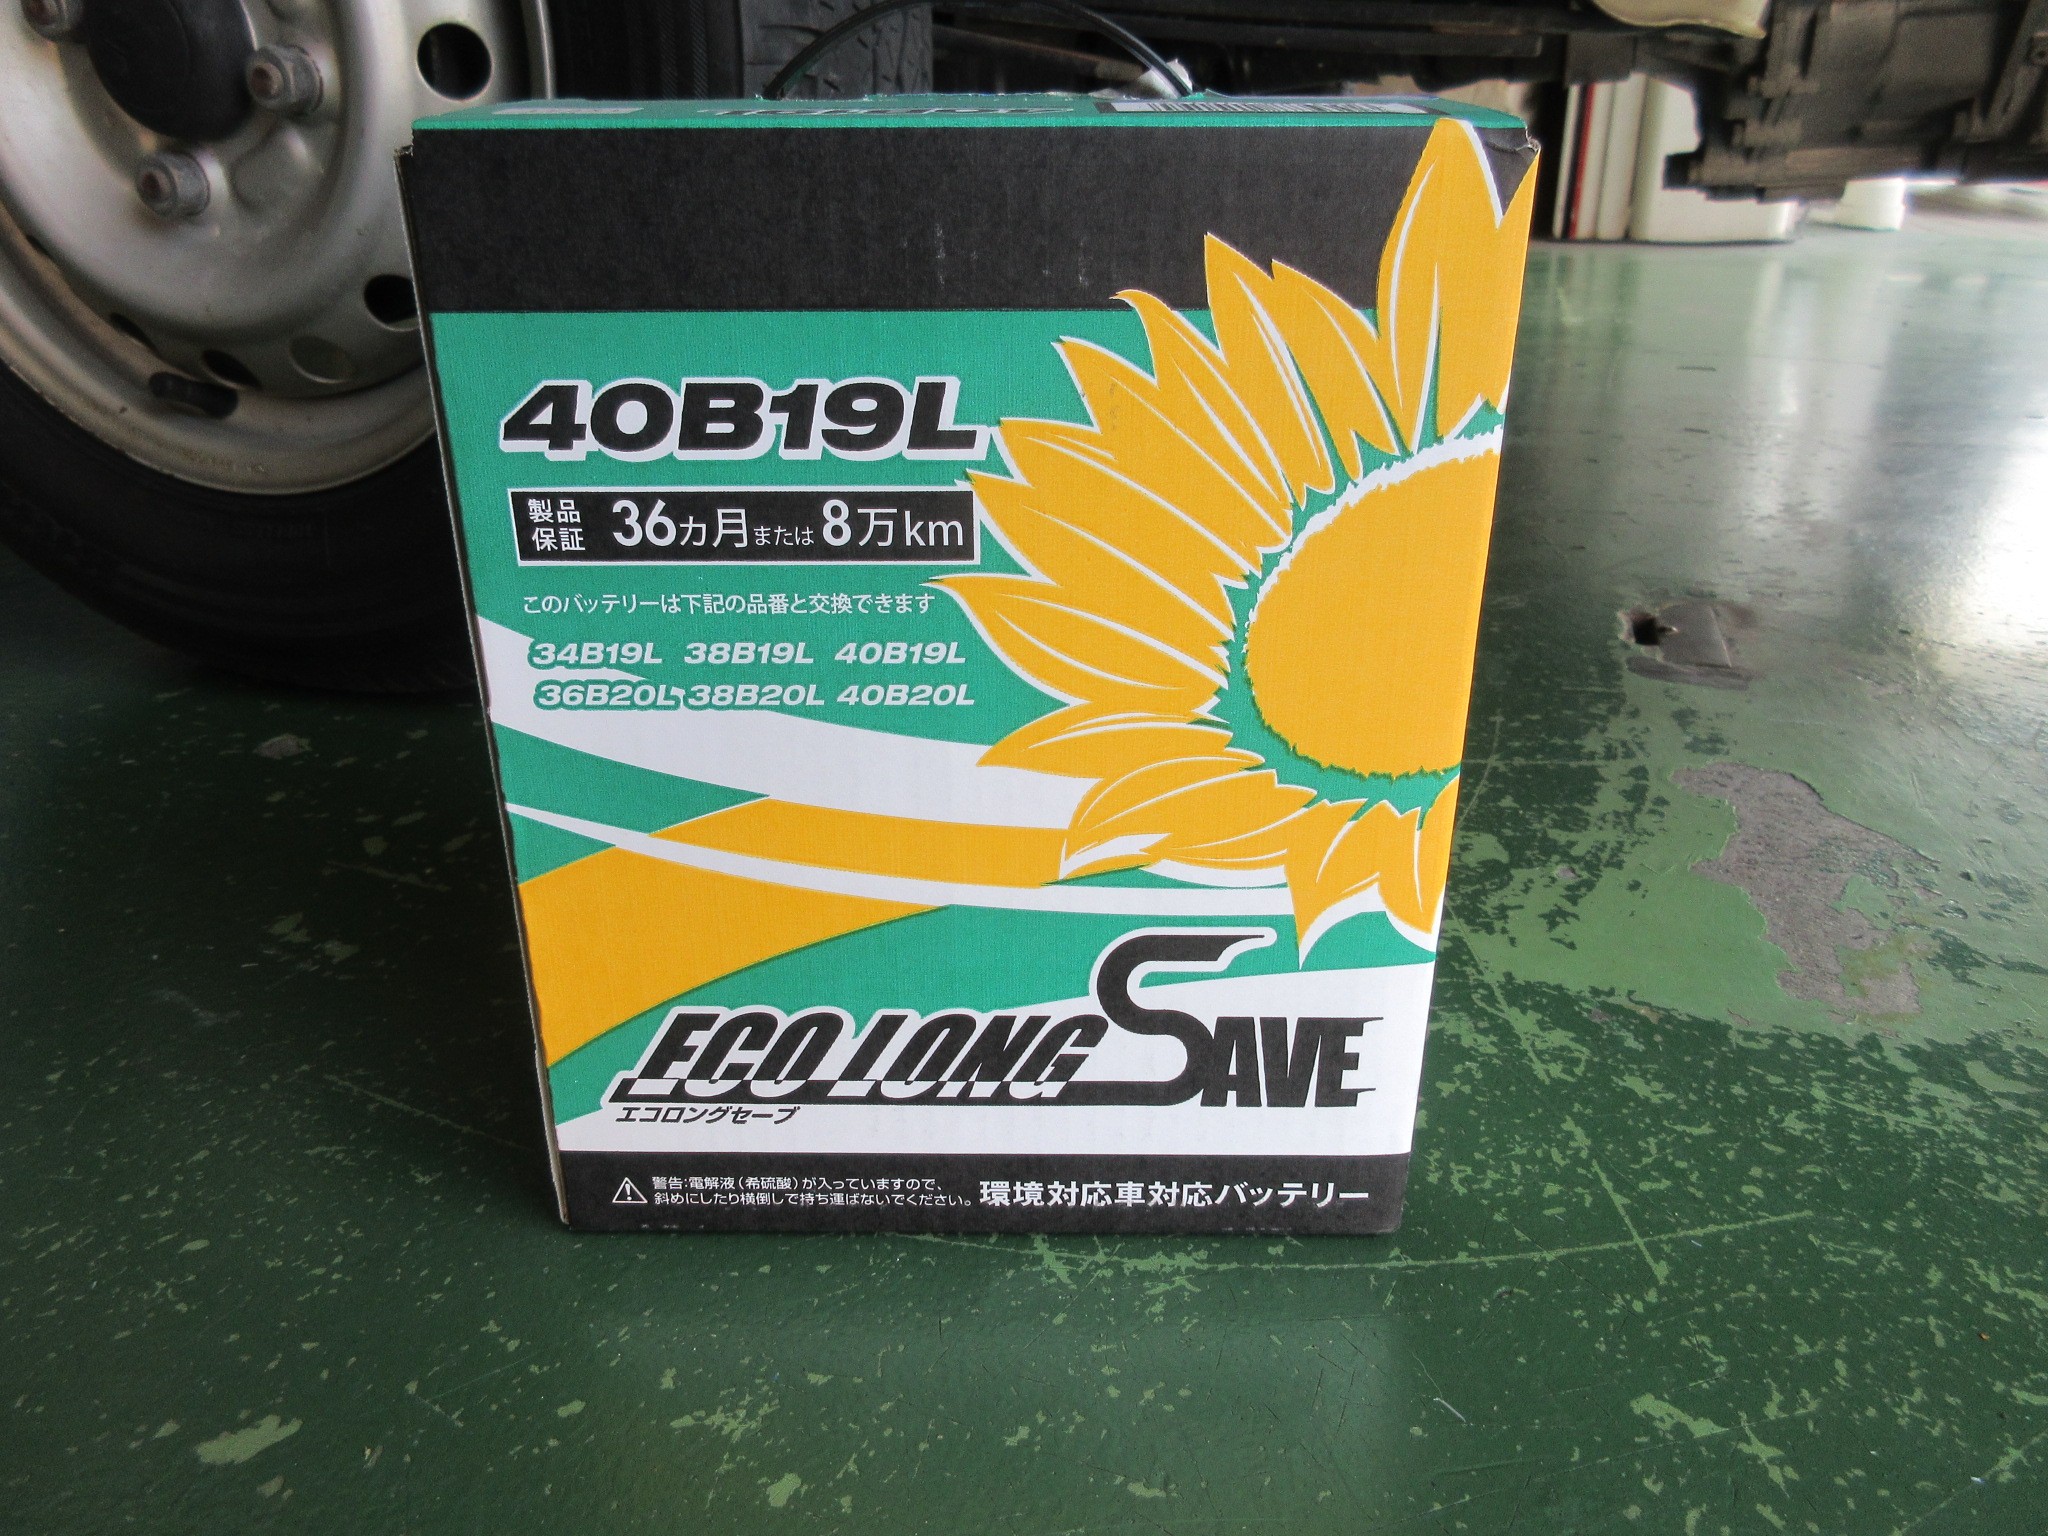 40B19L
製品保証 36カ月または8万km
このバッテリーは下記の品番と交換できます
34B19L 38B19L 40B19L
36B20L 38B20L 40B20L
ECO LONG SAVE
エコロングセーブ
警告:電解液(希硫酸)が入っていますので、
斜めにしたり横倒しで持ち運ばないでください。
環境対応車対応バッテリー